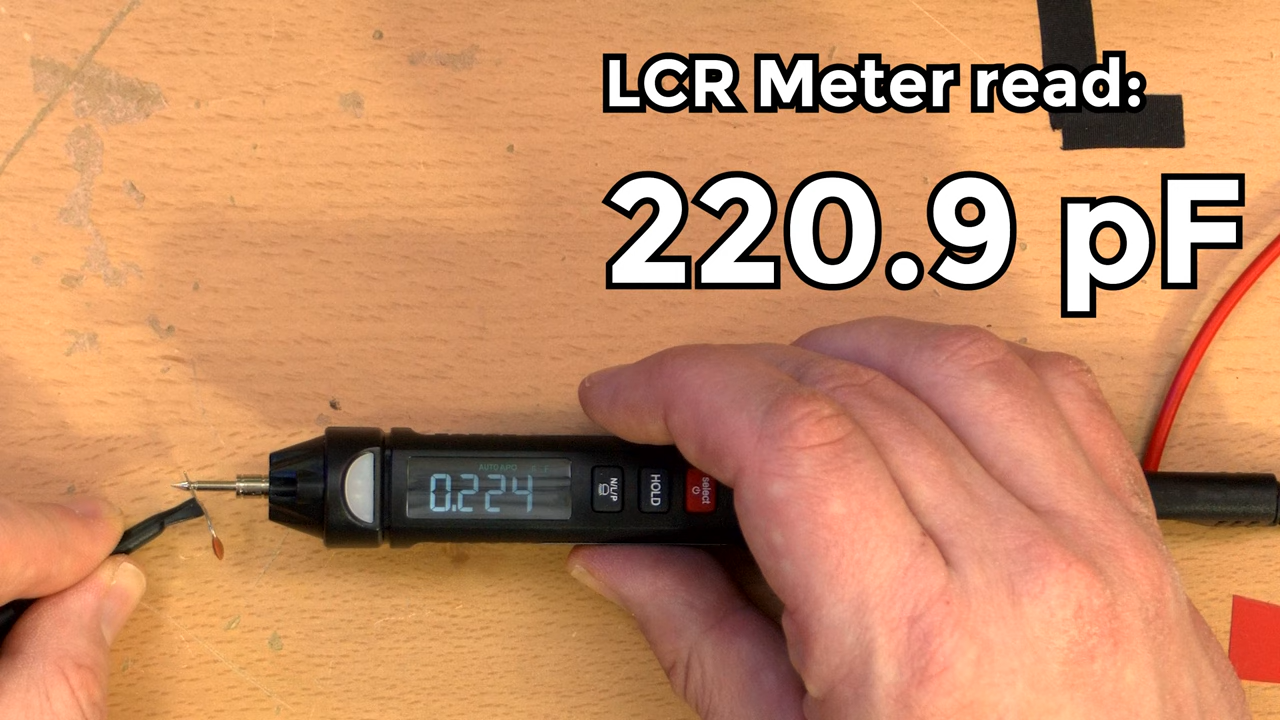 LCR Meter read:
220.9 pF
AUTO APO
0.224
N/L/P
HOLD
select